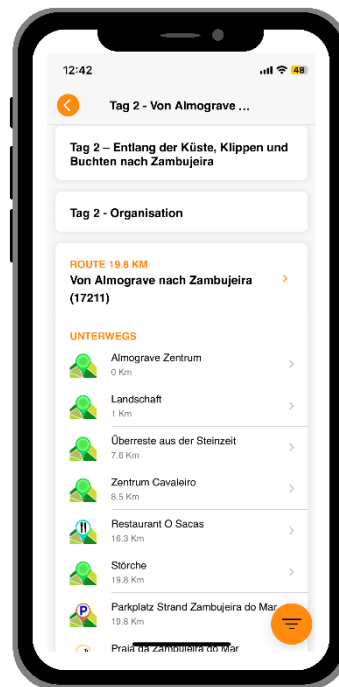 12:42
48
Tag 2 - Von Almograve ...
Tag 2 – Entlang der Küste, Klippen und
Buchten nach Zambujeira
Tag 2 - Organisation
ROUTE 19.8 KM
Von Almograve nach Zambujeira
(17211)
UNTERWEGS
Almograve Zentrum
0 Km
Landschaft
1 Km
Überreste aus der Steinzeit
7.6 Km
Zentrum Cavaleiro
8.5 Km
Restaurant O Sacas
16.3 Km
Störche
19.8 Km
P
Parkplatz Strand Zambujeira do Mar
19.8 Km
Praia da Zambujeira do Mar